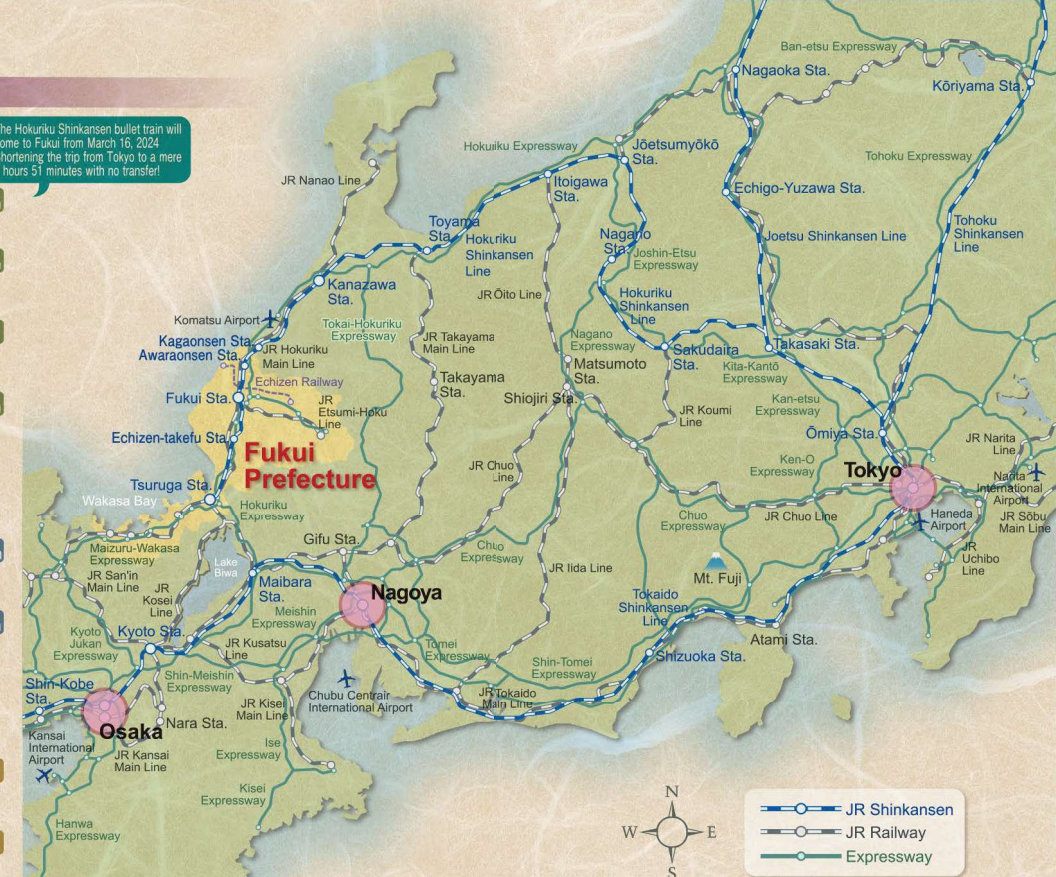 he Hokuriku Shinkansen bullet train will
ome to Fukui from March 16, 2024
hortening the trip from Tokyo to a mere
hours 51 minutes with no transfer!
Ban-etsu Expressway
Nagaoka Sta.
Kōriyama Sta.
Hokuriku Expressway
Jōetsumyōkō
Sta.
Tohoku Expressway
JR Nanao Line
Itoigawa
Sta.
Echigo-Yuzawa Sta.
Toyama
Sta.
Hokuriku
Shinkansen
Line
Nagano
Sta.
Joshin-Etsu
Expressway
Joetsu Shinkansen Line
Tohoku
Shinkansen
Line
Kanazawa
Sta.
JR Ōito Line
Hokuriku
Shinkansen
Line
Komatsu Airport
Tokai-Hokuriku
Expressway
JR Takayama
Main Line
Nagano
Expressway
Kagaonsen Sta.
Awaraonsen Sta.
JR Hokuriku
Main Line
Sakudaira
Sta.
Takasaki Sta.
Matsumoto
Sta.
Kita-Kantō
Expressway
Echizen Railway
Takayama
Sta.
Fukui Sta.
JR
Etsumi-Hoku
Line
Shiojiri Sta.
JR Koumi
Line
Kan-etsu
Expressway
Echizen-takefu Sta.
Ōmiya Sta.
JR Narita
Line
Fukui
Prefecture
JR Chuo
Line
Ken-O
Expressway
Tokyo
Narita
International
Airport
Tsuruga Sta.
Wakasa Bay
Hokuriku
Expressway
Chuo
Expressway
JR Chuo Line
Haneda
Airport
JR Sōbu
Main Line
Maizuru-Wakasa
Expressway
Gifu Sta.
Chuo
Expressway
JR Uchibo
Line
Lake
Biwa
JR Iida Line
Mt. Fuji
JR San'in
Main Line
JR
Kosei
Line
Maibara
Sta.
Nagoya
Tokaido
Shinkansen
Line
Meishin
Expressway
Kyoto
Jukan
Expressway
Kyoto Sta.
JR Kusatsu
Line
Tomei
Expressway
Atami Sta.
Shizuoka Sta.
Shin-Tomei
Expressway
Shin-Meishin
Expressway
Shin-Kobe
Sta.
Chubu Centrair
International Airport
JR Tokaido
Main Line
JR Kisei
Main Line
Nara Sta.
Osaka
Kansai
International
Airport
JR Kansai
Main Line
Ise
Expressway
Kisei
Expressway
Hanwa
Expressway
N
W
E
S
JR Shinkansen
JR Railway
Expressway